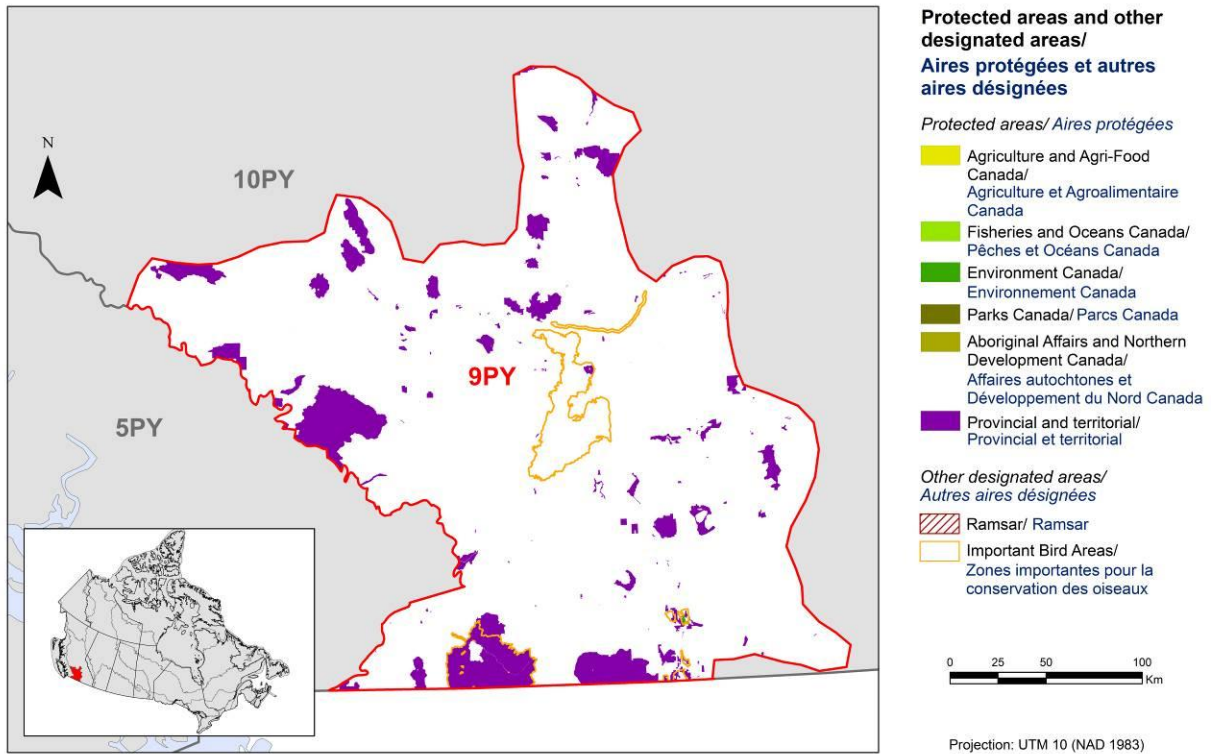 N
10PY
9PY
5PY
Protected areas and other
designated areas/
Aires protégées et autres
aires désignées
Protected areas/ Aires protégées
Agriculture and Agri-Food
Canada/
Agriculture et Agroalimentaire
Canada
Fisheries and Oceans Canada/
Pêches et Océans Canada
Environment Canada/
Environnement Canada
Parks Canada/ Parcs Canada
Aboriginal Affairs and Northern
Development Canada/
Affaires autochtones et
Développement du Nord Canada
Provincial and territorial/
Provincial et territorial
Other designated areas/
Autres aires désignées
Ramsar/ Ramsar
Important Bird Areas/
Zones importantes pour la
conservation des oiseaux
0 25 50 100
Km
Projection: UTM 10 (NAD 1983)